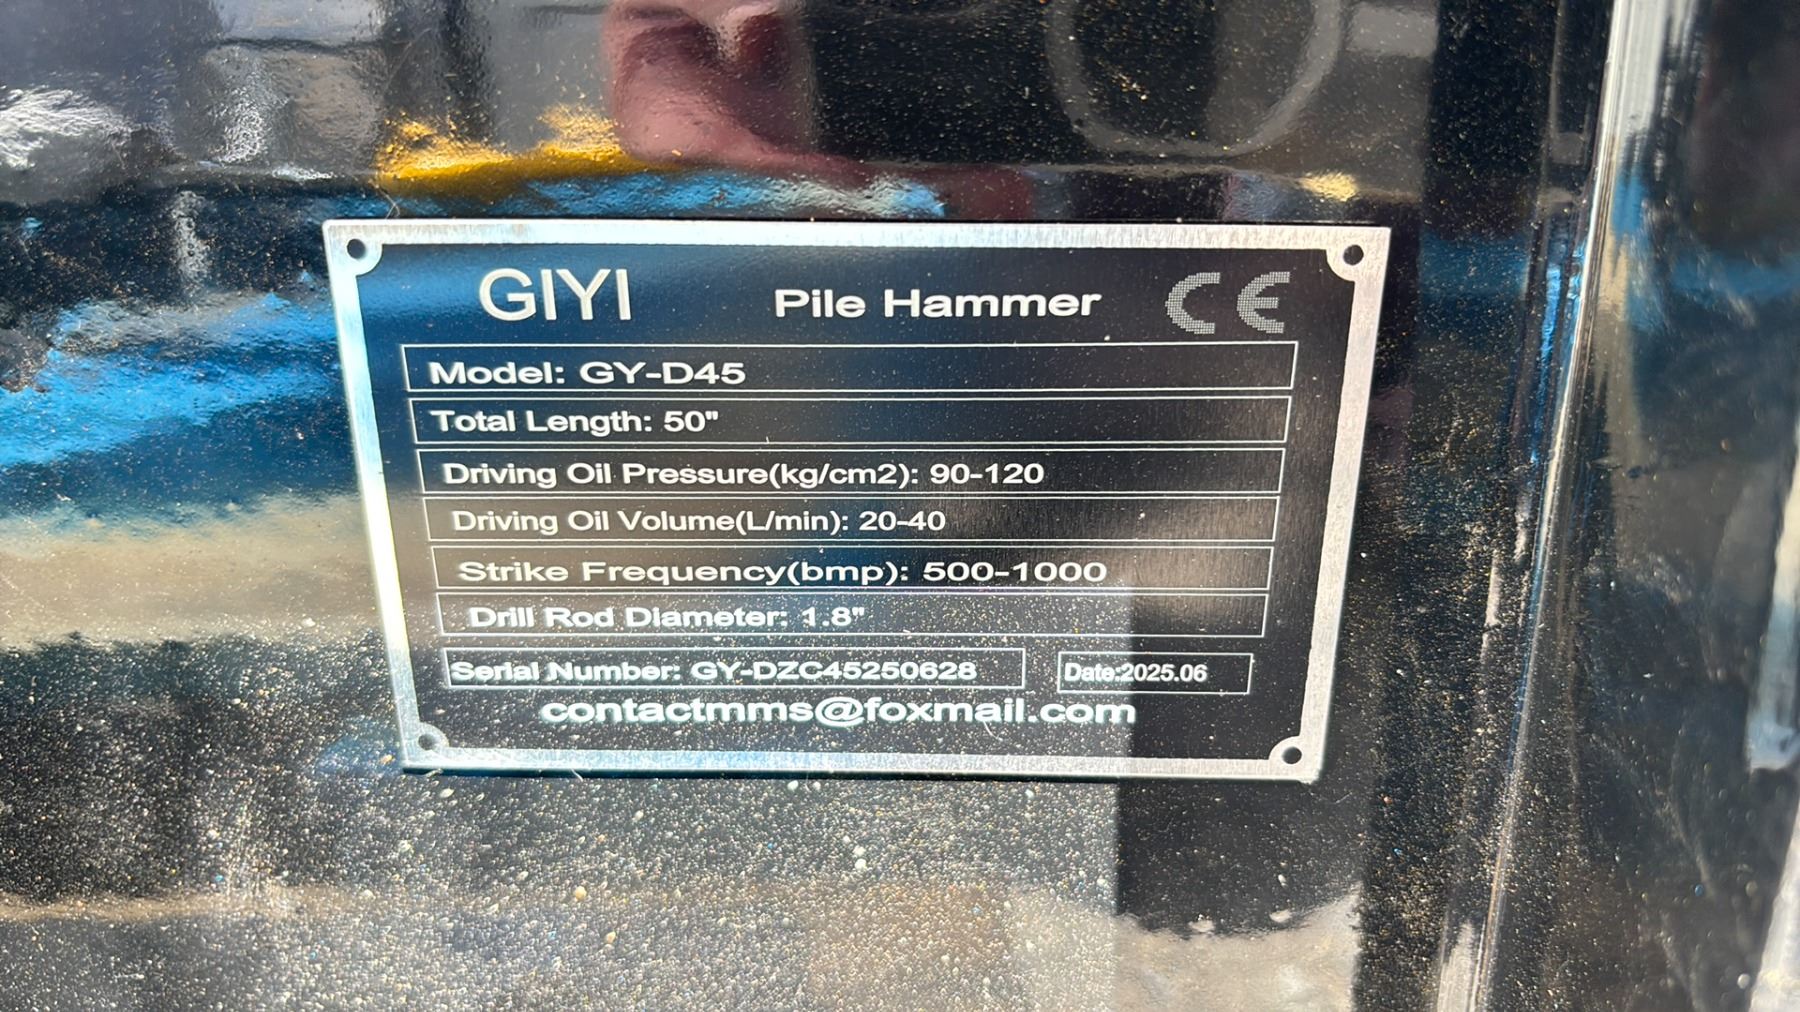 GIYI Pile Hammer CE
Model: GY-D45
Total Length: 50"
Driving Oil Pressure(kg/cm2): 90-120
Driving Oil Volume(L/min): 20-40
Strike Frequency(bmp): 500-1000
Drill Rod Diameter: 1.8"
Serial Number: GY-DZC45250628 Date:2025.06
contactmms@foxmail.com